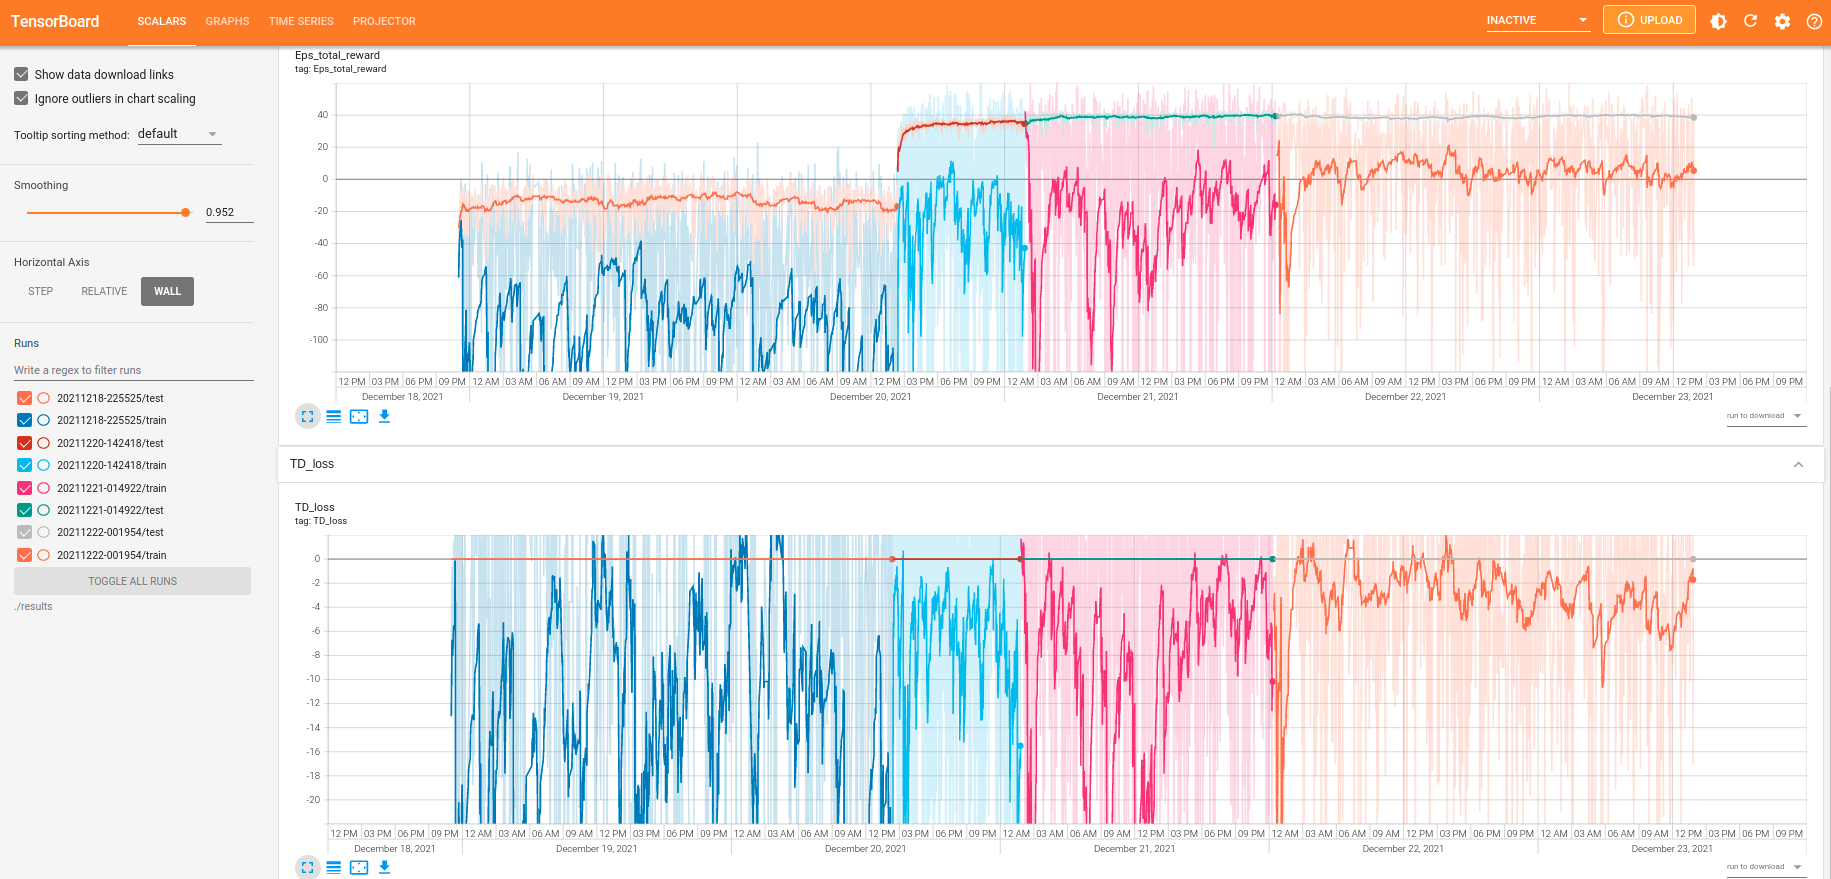 TensorBoard SCALARS GRAPHS TIME SERIES PROJECTOR INACTIVE UPLOAD
Show data download links
Ignore outliers in chart scaling
Tooltip sorting method: default
Smoothing
0.952
Horizontal Axis
STEP RELATIVE WALL
Runs
Write a regex to filter runs
20211218-225525/test
20211218-225525/train
20211220-142418/test
20211220-142418/train
20211221-014922/train
20211221-014922/test
20211222-001954/test
20211222-001954/train
TOGGLE ALL RUNS
./results
Eps_total_reward
tag: Eps_total_reward
40
20
0
-20
-40
-60
-80
-100
12 PM 03 PM 06 PM 09 PM 12 AM 03 AM 06 AM 09 AM 12 PM 03 PM 06 PM 09 PM 12 AM 03 AM 06 AM 09 AM 12 PM 03 PM 06 PM 09 PM 12 AM 03 AM 06 AM 09 AM 12 PM 03 PM 06 PM 09 PM 12 AM 03 AM 06 AM 09 AM 12 PM 03 PM 06 PM 09 PM 12 AM 03 AM 06 AM 09 AM 12 PM 03 PM 06 PM 09 PM
December 18, 2021 December 19, 2021 December 20, 2021 December 21, 2021 December 22, 2021 December 23, 2021
run to download
TD_loss
TD_loss
tag: TD_loss
0
-2
-4
-6
-8
-10
-12
-14
-16
-18
-20
12 PM 03 PM 06 PM 09 PM 12 AM 03 AM 06 AM 09 AM 12 PM 03 PM 06 PM 09 PM 12 AM 03 AM 06 AM 09 AM 12 PM 03 PM 06 PM 09 PM 12 AM 03 AM 06 AM 09 AM 12 PM 03 PM 06 PM 09 PM 12 AM 03 AM 06 AM 09 AM 12 PM 03 PM 06 PM 09 PM 12 AM 03 AM 06 AM 09 AM 12 PM 03 PM 06 PM 09 PM
December 18, 2021 December 19, 2021 December 20, 2021 December 21, 2021 December 22, 2021 December 23, 2021
run to download